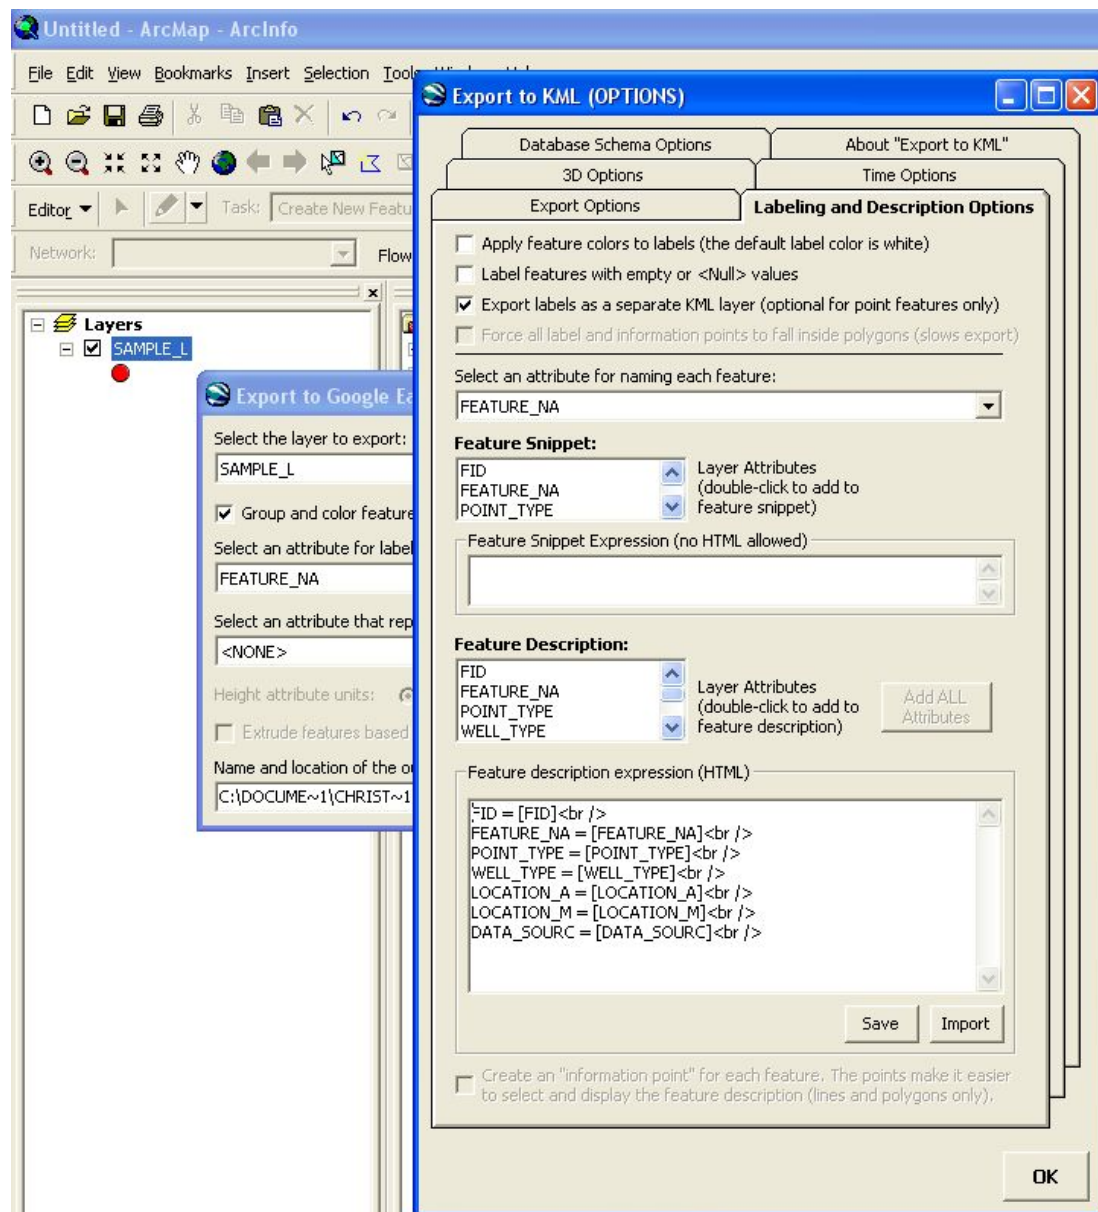 Untitled - ArcMap - ArcInfo
File Edit View Bookmarks Insert Selection Tools
Editor Task: Create New Featu
Network: Flow
Layers
SAMPLE_L
Export to Google Ea
Select the layer to export:
SAMPLE_L
Group and color feature
Select an attribute for label
FEATURE_NA
Select an attribute that rep
<NONE>
Height attribute units:
Extrude features based
Name and location of the ou
C:\DOCUME~1\CHRIST~1
Export to KML (OPTIONS)
Database Schema Options About "Export to KML"
3D Options Time Options
Export Options Labeling and Description Options
Apply feature colors to labels (the default label color is white)
Label features with empty or <Null> values
Export labels as a separate KML layer (optional for point features only)
Force all label and information points to fall inside polygons (slows export)
Select an attribute for naming each feature:
FEATURE_NA
Feature Snippet:
FID
FEATURE_NA
POINT_TYPE
Layer Attributes
(double-click to add to
feature snippet)
Feature Snippet Expression (no HTML allowed)
Feature Description:
FID
FEATURE_NA
POINT_TYPE
WELL_TYPE
Layer Attributes
(double-click to add to
feature description)
Add ALL
Attributes
Feature description expression (HTML)
FID = [FID]<br />
FEATURE_NA = [FEATURE_NA]<br />
POINT_TYPE = [POINT_TYPE]<br />
WELL_TYPE = [WELL_TYPE]<br />
LOCATION_A = [LOCATION_A]<br />
LOCATION_M = [LOCATION_M]<br />
DATA_SOURC = [DATA_SOURC]<br />
Save Import
Create an "information point" for each feature. The points make it easier
to select and display the feature description (lines and polygons only).
OK